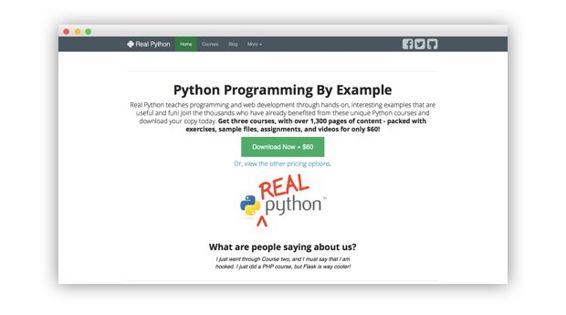 Real Python Home Courses Blog More
Python Programming By Example
Real Python teaches programming and web development through hands-on, interesting examples that are
useful and fun! Join the thousands who have already benefited from these unique Python courses and
download your copy today. Get three courses, with over 1,300 pages of content - packed with
exercises, sample files, assignments, and videos for only $60!
Download Now - $60
Or, view the other pricing options.
REAL
python™
What are people saying about us?
I just went through Course two, and I must say that I am
hooked. I just did a PHP course, but Flask is way cooler!